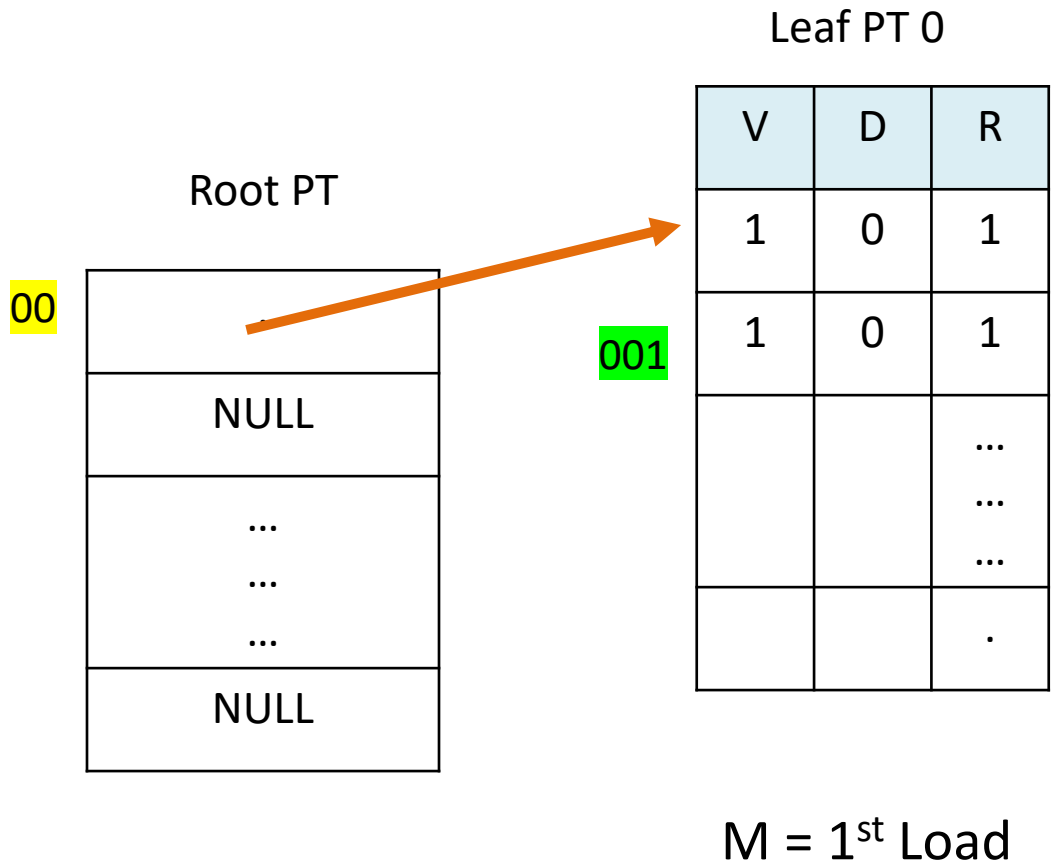 Leaf PT 0
V D R
Root PT
1 0 1
00
.
001
1 0 1
NULL
...
...
...
...
...
...
.
NULL
M = 1st Load